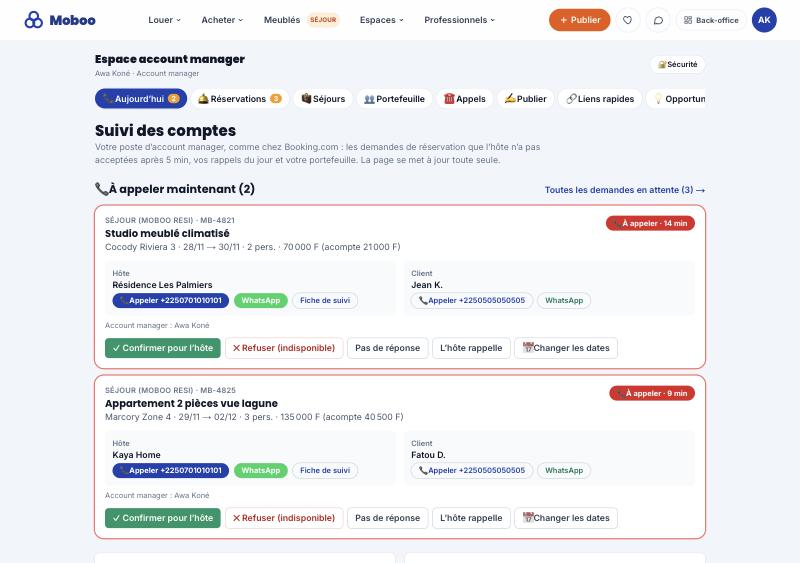 Moboo
Louer
Acheter
Meublés SÉJOUR
Espaces
Professionnels
+ Publier
Back-office
AK
Espace account manager
Awa Koné · Account manager
Sécurité
Aujourd'hui 2
Réservations 3
Séjours
Portefeuille
Appels
Publier
Liens rapides
Opportun
Suivi des comptes
Votre poste d'account manager, comme chez Booking.com : les demandes de réservation que l'hôte n'a pas
acceptées après 5 min, vos rappels du jour et votre portefeuille. La page se met à jour toute seule.
À appeler maintenant (2)
Toutes les demandes en attente (3) →
SÉJOUR (MOBOO RESI) · MB-4821
À appeler · 14 min
Studio meublé climatisé
Cocody Riviera 3 · 28/11 → 30/11 · 2 pers. · 70 000 F (acompte 21 000 F)
Hôte
Résidence Les Palmiers
Appeler +2250701010101 WhatsApp Fiche de suivi
Client
Jean K.
Appeler +2250505050505 WhatsApp
Account manager : Awa Koné
✓ Confirmer pour l'hôte
✕ Refuser (indisponible)
Pas de réponse
L'hôte rappelle
Changer les dates
SÉJOUR (MOBOO RESI) · MB-4825
À appeler · 9 min
Appartement 2 pièces vue lagune
Marcory Zone 4 · 29/11 → 02/12 · 3 pers. · 135 000 F (acompte 40 500 F)
Hôte
Kaya Home
Appeler +2250701010101 WhatsApp Fiche de suivi
Client
Fatou D.
Appeler +2250505050505 WhatsApp
Account manager : Awa Koné
✓ Confirmer pour l'hôte
✕ Refuser (indisponible)
Pas de réponse
L'hôte rappelle
Changer les dates